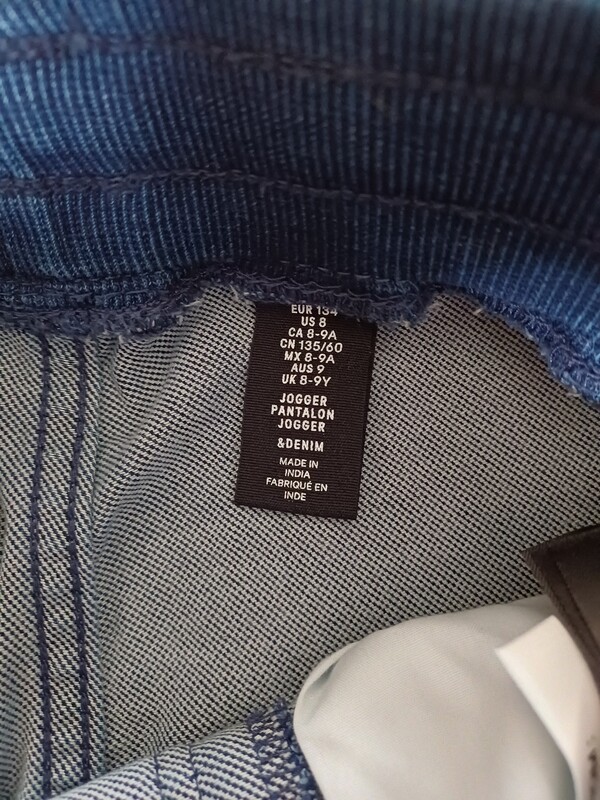 EUR 134
US 8
CA 8-9A
CN 135/60
MX 8-9A
AUS 9
UK 8-9Y
JOGGER
PANTALON
JOGGER
&DENIM
MADE IN
INDIA
FABRIQUÉ EN
INDE